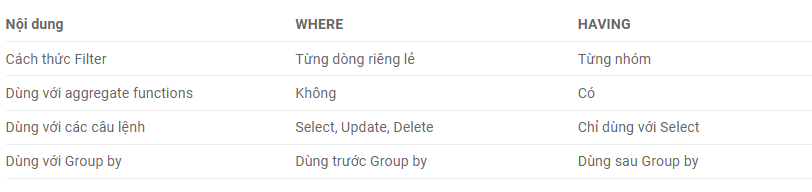 Nội dung WHERE HAVING
Cách thức Filter Từng dòng riêng lẻ Từng nhóm
Dùng với aggregate functions Không Có
Dùng với các câu lệnh Select, Update, Delete Chỉ dùng với Select
Dùng với Group by Dùng trước Group by Dùng sau Group by